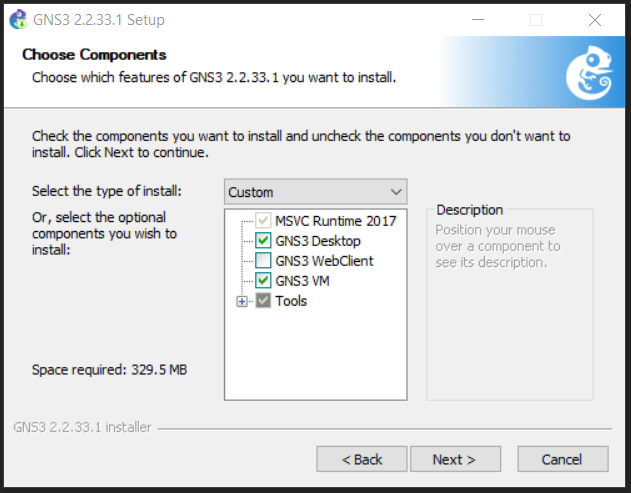 GNS3 2.2.33.1 Setup
Choose Components
Choose which features of GNS3 2.2.33.1 you want to install.
Check the components you want to install and uncheck the components you don't want to
install. Click Next to continue.
Select the type of install:
Custom
Or, select the optional
components you wish to
install:
MSVC Runtime 2017
GNS3 Desktop
GNS3 WebClient
GNS3 VM
Tools
Description
Position your mouse
over a component to
see its description.
Space required: 329.5 MB
GNS3 2.2.33.1 installer
< Back
Next >
Cancel